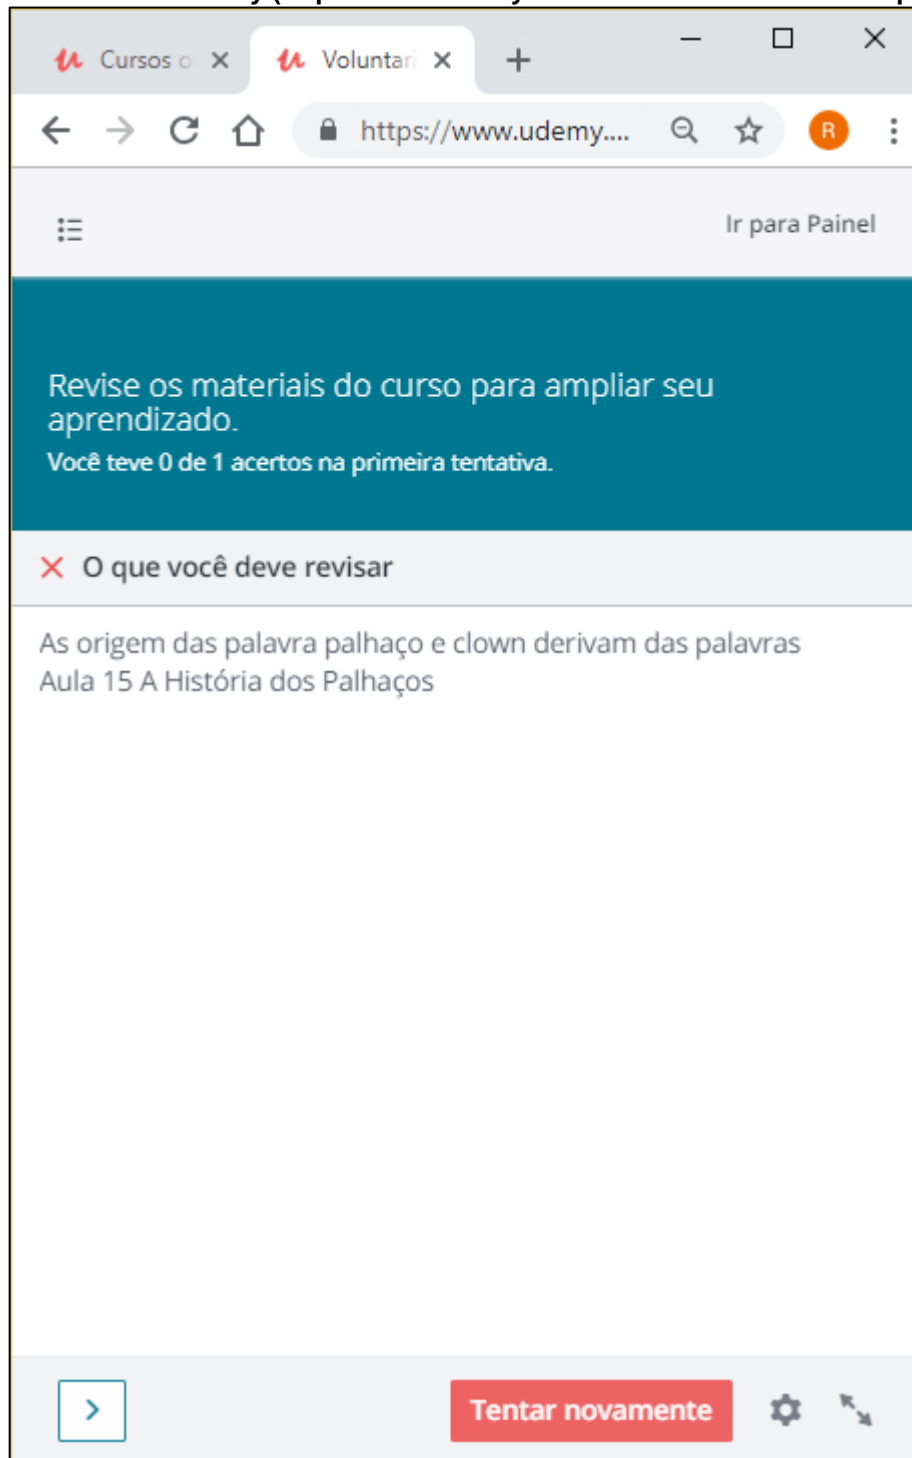 Cursos o
Voluntari
https://www.udemy....
R
Ir para Painel
Revise os materiais do curso para ampliar seu
aprendizado.
Você teve 0 de 1 acertos na primeira tentativa.
O que você deve revisar
As origem das palavra palhaço e clown derivam das palavras
Aula 15 A História dos Palhaços
Tentar novamente